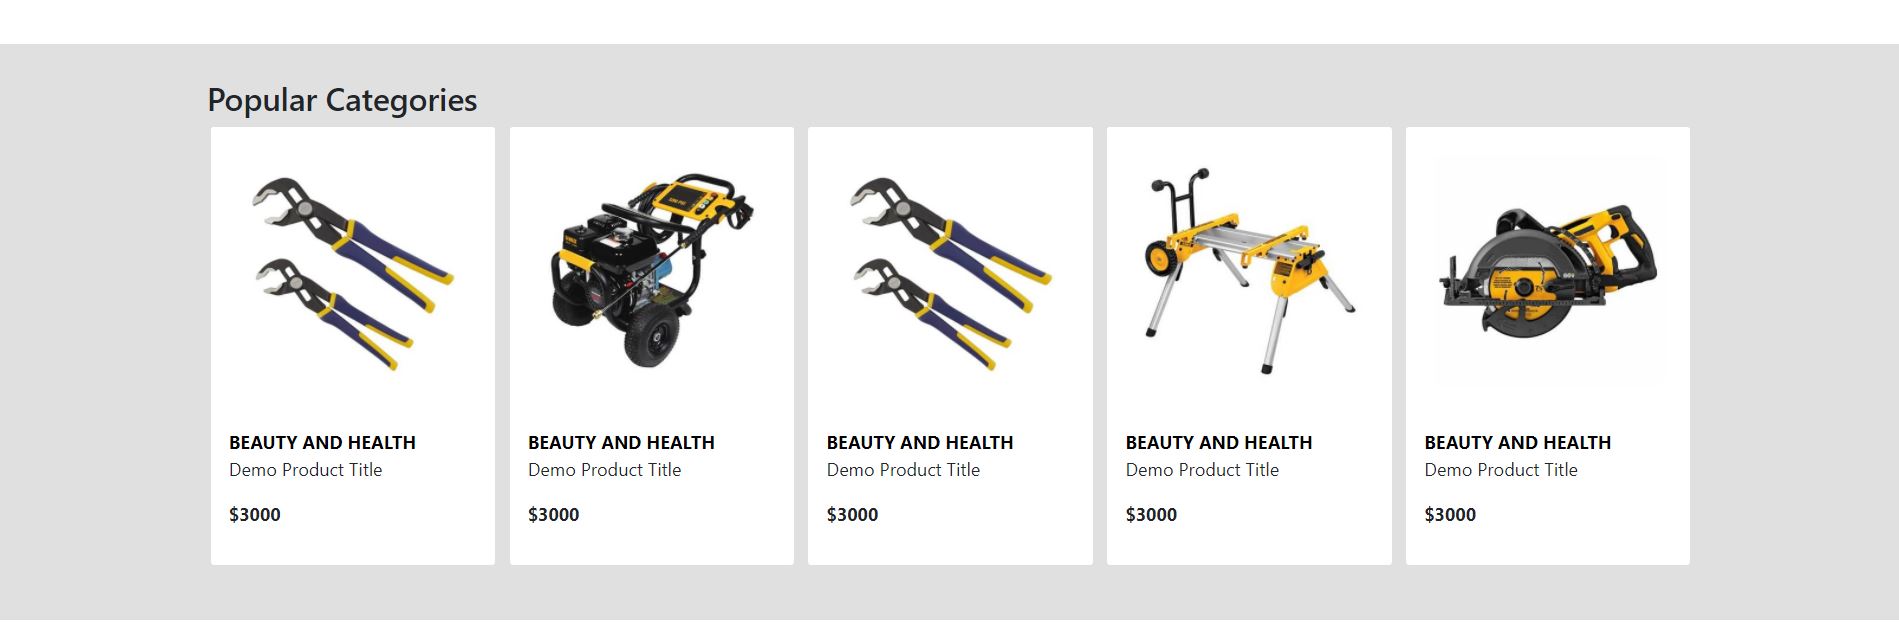 Popular Categories
BEAUTY AND HEALTH
Demo Product Title
$3000
BEAUTY AND HEALTH
Demo Product Title
$3000
BEAUTY AND HEALTH
Demo Product Title
$3000
BEAUTY AND HEALTH
Demo Product Title
$3000
BEAUTY AND HEALTH
Demo Product Title
$3000